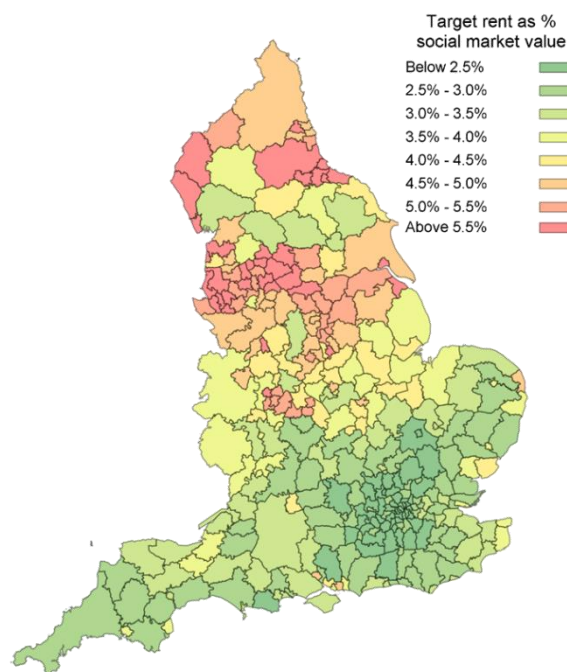 Target rent as %
social market value
Below 2.5%
2.5% - 3.0%
3.0% - 3.5%
3.5% - 4.0%
4.0% - 4.5%
4.5% - 5.0%
5.0% - 5.5%
Above 5.5%